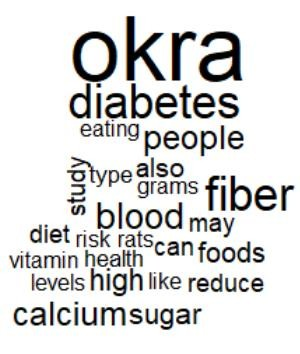 okra
diabetes
eating people
study type also
grams fiber
blood may
diet risk rats can foods
vitamin health
levels high like reduce
calcium sugar